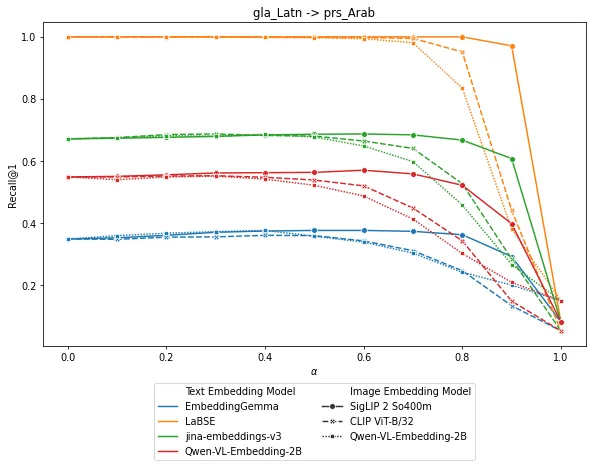 gla_Latn -> prs_Arab
Recall@1
1.0
0.8
0.6
0.4
0.2
0.0 0.2 0.4 0.6 0.8 1.0
α
Text Embedding Model
EmbeddingGemma
LaBSE
jina-embeddings-v3
Qwen-VL-Embedding-2B
Image Embedding Model
SigLIP 2 So400m
CLIP ViT-B/32
Qwen-VL-Embedding-2B